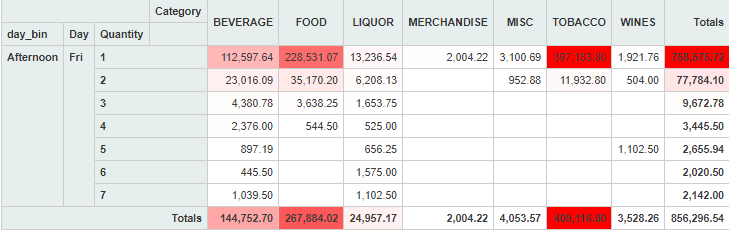 Category BEVERAGE FOOD LIQUOR MERCHANDISE MISC TOBACCO WINES Totals
day_bin Day Quantity
Afternoon Fri 1 112,597.64 228,531.07 13,236.54 2,004.22 3,100.69 397,183.80 1,921.76 758,575.72
2 23,016.09 35,170.20 6,208.13 952.88 11,932.80 504.00 77,784.10
3 4,380.78 3,638.25 1,653.75 9,672.78
4 2,376.00 544.50 525.00 3,445.50
5 897.19 656.25 1,102.50 2,655.94
6 445.50 1,575.00 2,020.50
7 1,039.50 1,102.50 2,142.00
Totals 144,752.70 267,884.02 24,957.17 2,004.22 4,053.57 409,116.60 3,528.26 856,296.54